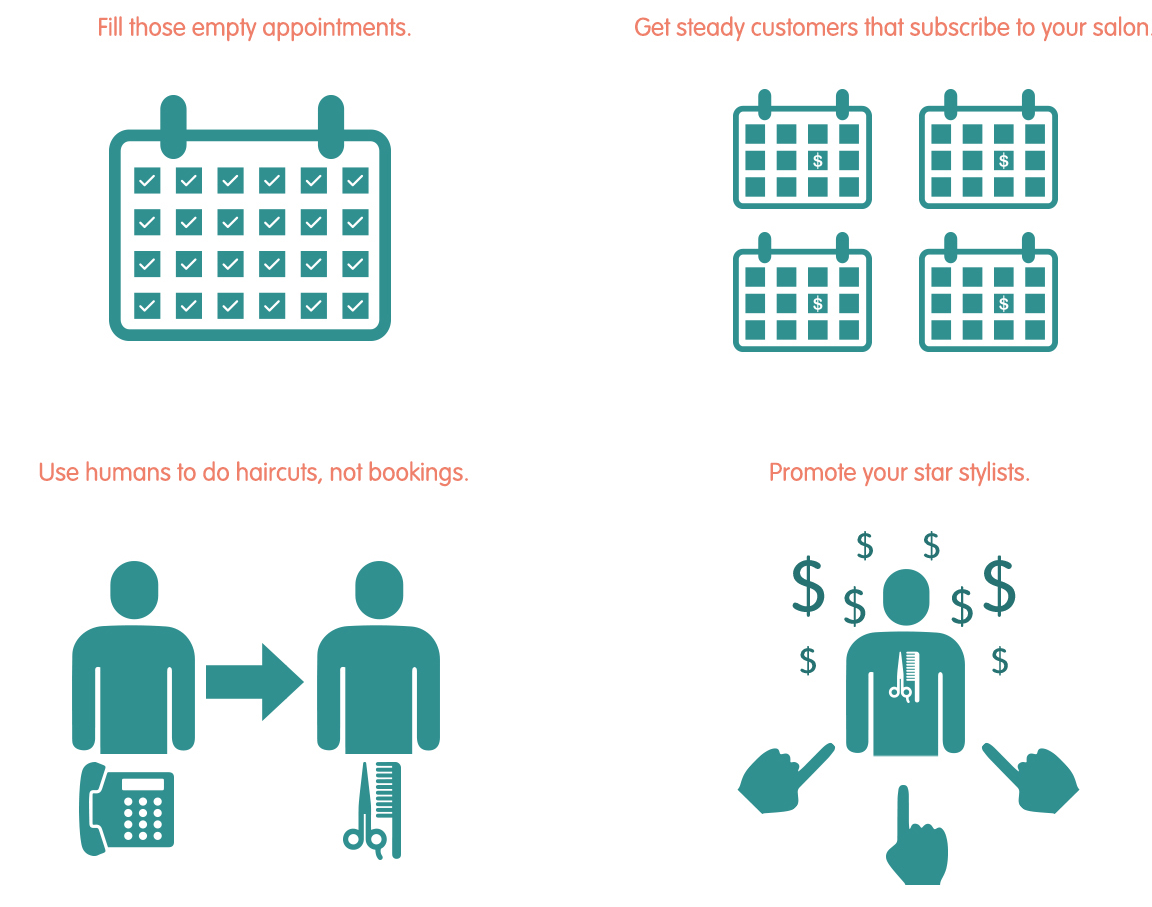 Fill those empty appointments.
Get steady customers that subscribe to your salon.
$ $
$ $
Use humans to do haircuts, not bookings.
Promote your star stylists.
$ $
$ $
$ $
$ $